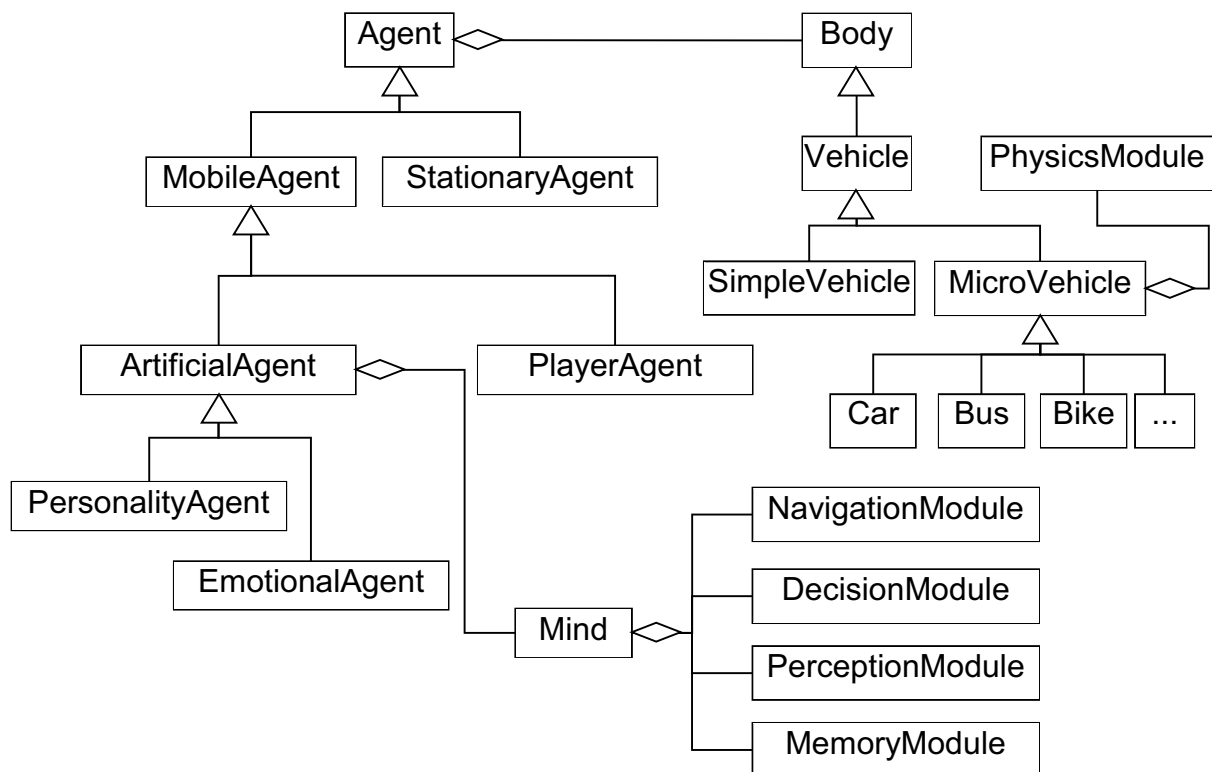 Agent
Body
MobileAgent
StationaryAgent
Vehicle
PhysicsModule
SimpleVehicle
MicroVehicle
ArtificialAgent
PlayerAgent
Car
Bus
Bike
...
PersonalityAgent
EmotionalAgent
NavigationModule
DecisionModule
Mind
PerceptionModule
MemoryModule